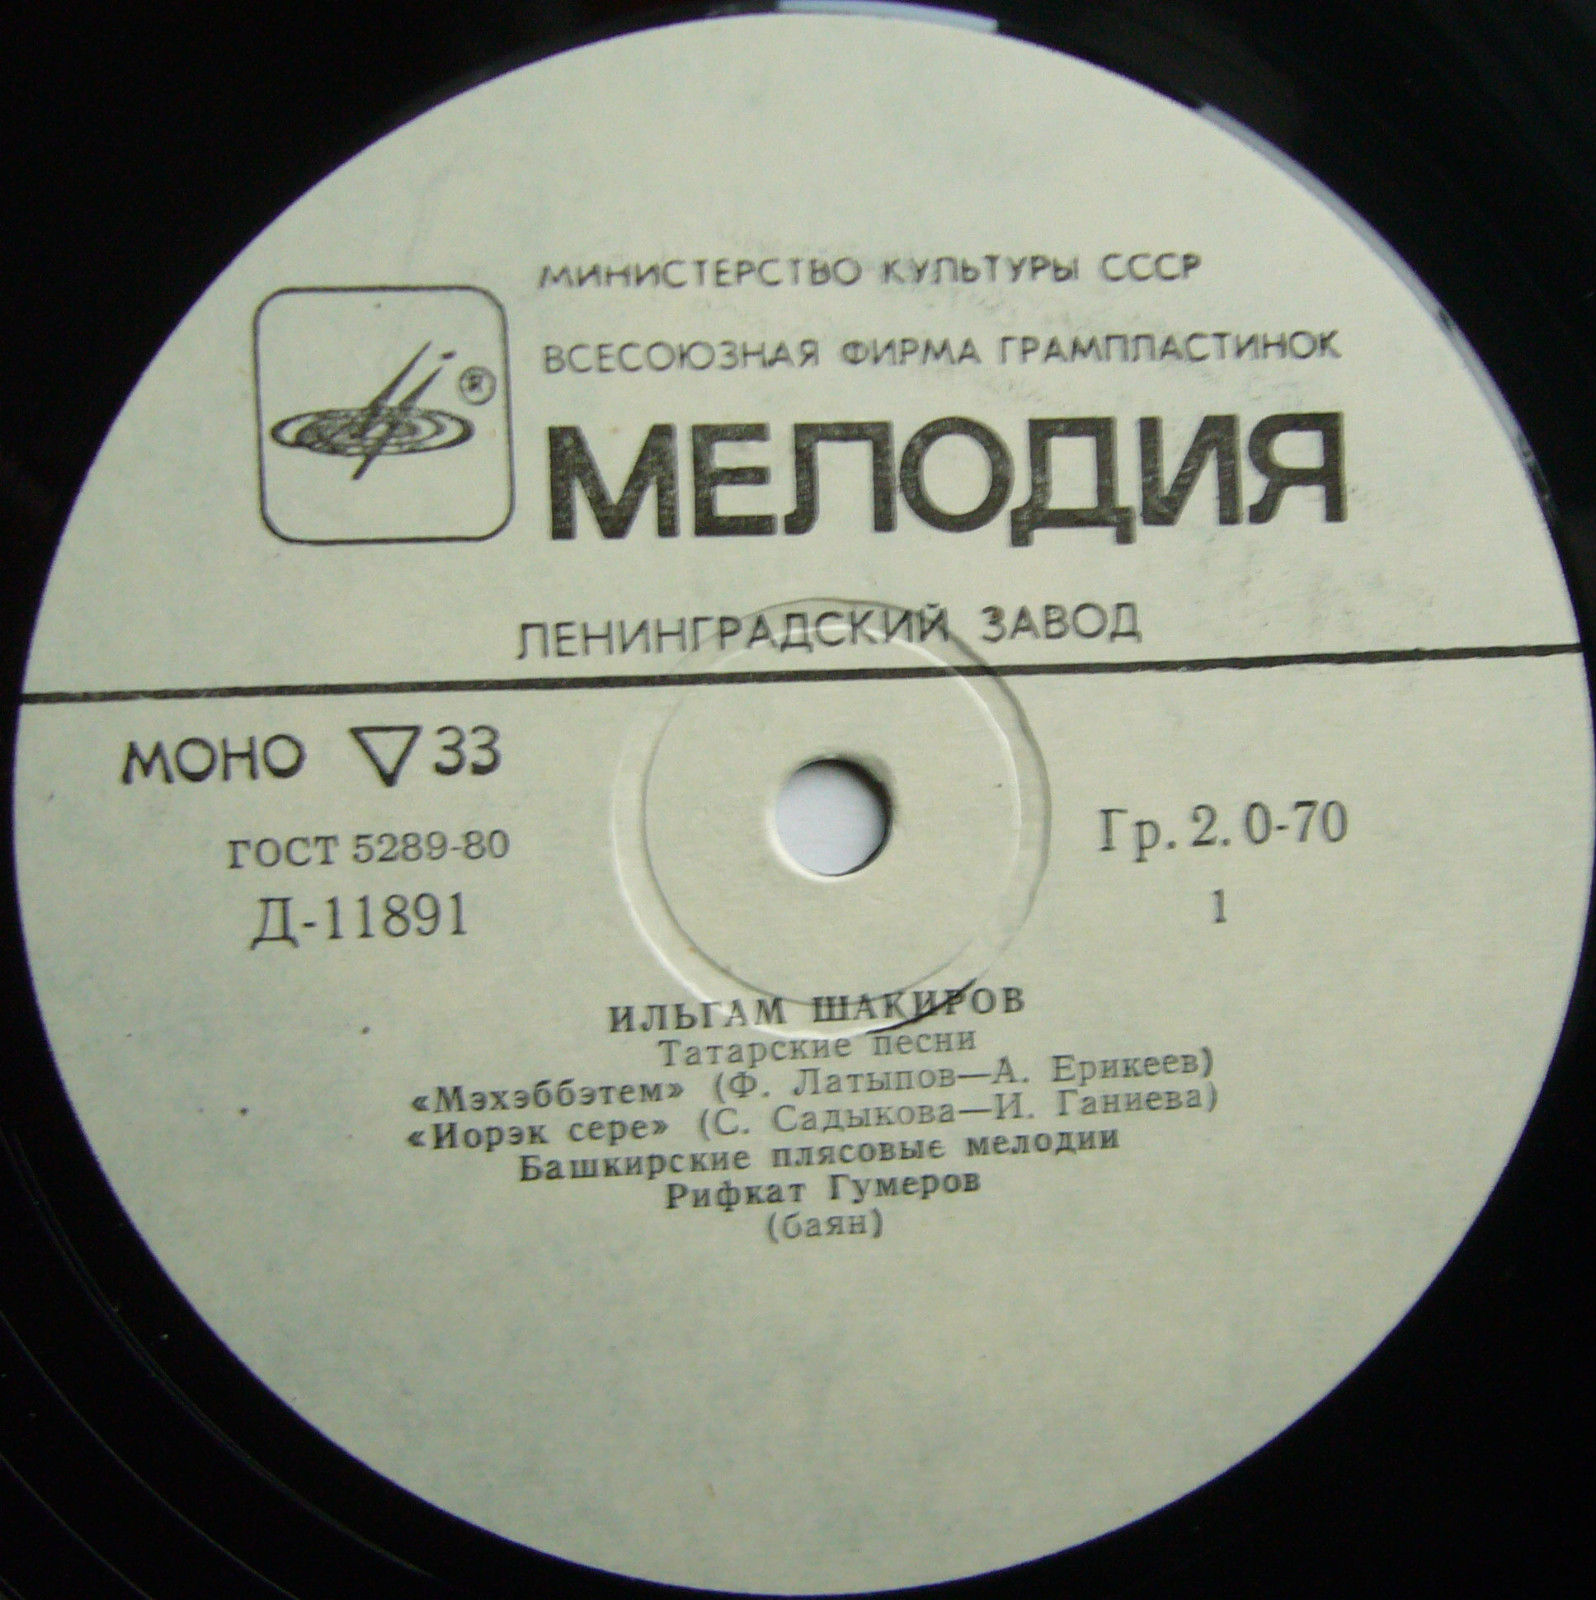 МИНИСТЕРСТВО КУЛЬТУРЫ СССР
ВСЕСОЮЗНАЯ ФИРМА ГРАМПЛАСТИНОК
®
МЕЛОДИЯ
ЛЕНИНГРАДСКИЙ ЗАВОД
МОНО ▽ 33
ГОСТ 5289-80
Д-11891
Гр. 2. 0-70
1
ИЛЬГАМ ШАКИРОВ
Татарские песни
«Мэхэббэтем» (Ф. Латыпов—А. Ерикеев)
«Иорэк сере» (С. Садыкова—И. Ганиева)
Башкирские плясовые мелодии
Рифкат Гумеров
(баян)